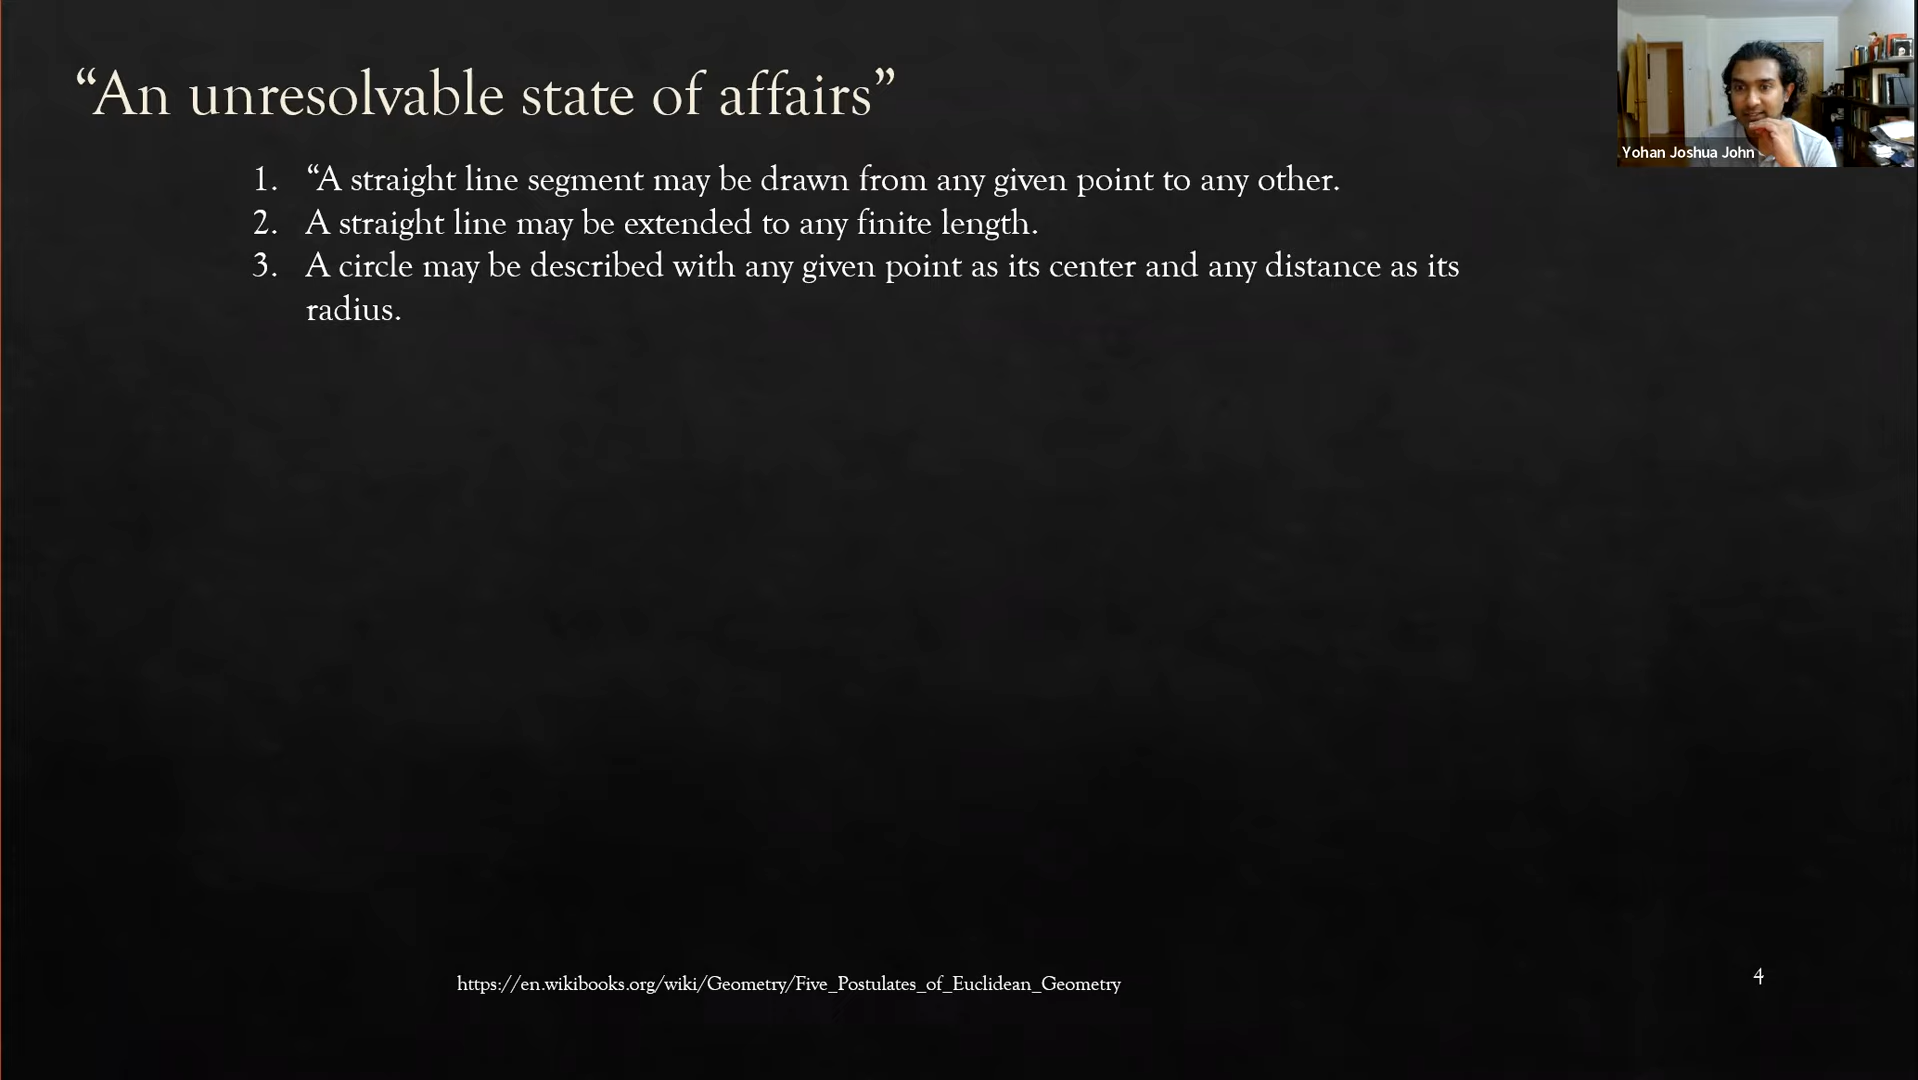 “An unresolvable state of affairs”
Yohan Joshua John
1. “A straight line segment may be drawn from any given point to any other.
2. A straight line may be extended to any finite length.
3. A circle may be described with any given point as its center and any distance as its
radius.
https://en.wikibooks.org/wiki/Geometry/Five_Postulates_of_Euclidean_Geometry
4